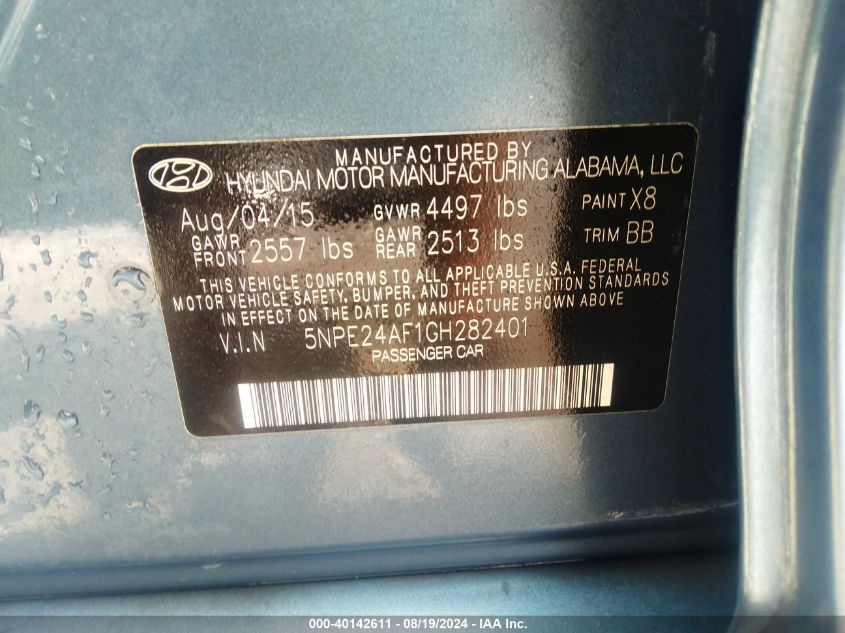 MANUFACTURED BY
HYUNDAI MOTOR MANUFACTURING ALABAMA, LLC
Aug/04/15 GVWR 4497 lbs PAINT X8
GAWR FRONT 2557 lbs GAWR REAR 2513 lbs TRIM BB
THIS VEHICLE CONFORMS TO ALL APPLICABLE U.S.A. FEDERAL
MOTOR VEHICLE SAFETY, BUMPER, AND THEFT PREVENTION STANDARDS
IN EFFECT ON THE DATE OF MANUFACTURE SHOWN ABOVE
V.I.N 5NPE24AF1GH282401
PASSENGER CAR
000-40142611 - 08/19/2024 - IAA Inc.